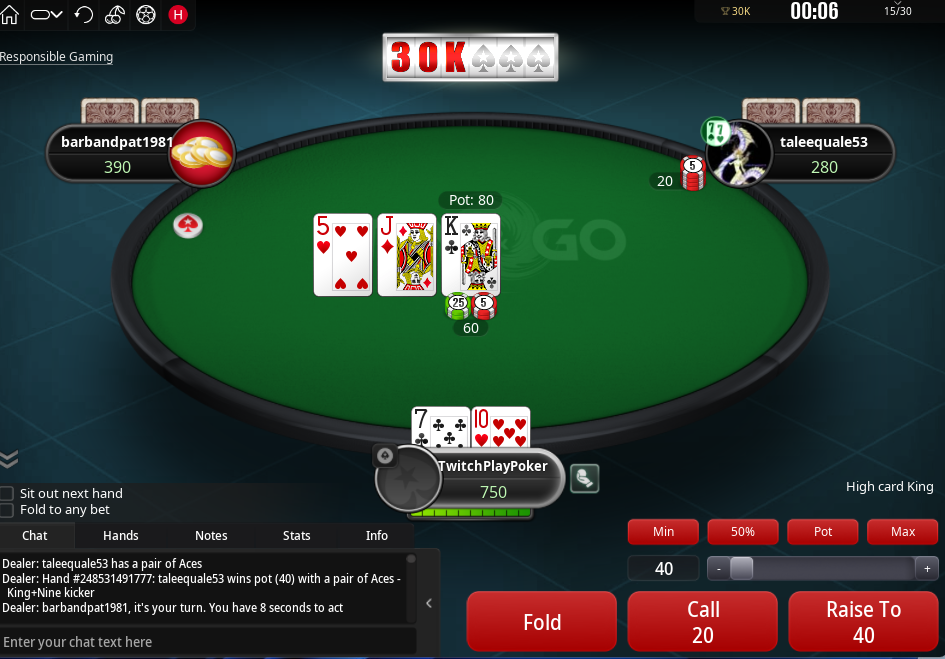 H
30K
00:06
15/30
Responsible Gaming
30K
barbandpat1981
390
taleequale53
280
5
20
Pot: 80
GO
5
J
K
25
5
60
7
10
TwitchPlayPoker
750
High card King
Sit out next hand
Fold to any bet
Chat
Hands
Notes
Stats
Info
Min
50%
Pot
Max
40
-
+
Dealer: taleequale53 has a pair of Aces
Dealer: Hand #248531491777: taleequale53 wins pot (40) with a pair of Aces -
King+Nine kicker
Dealer: barbandpat1981, it's your turn. You have 8 seconds to act
Enter your chat text here
Fold
Call
20
Raise To
40